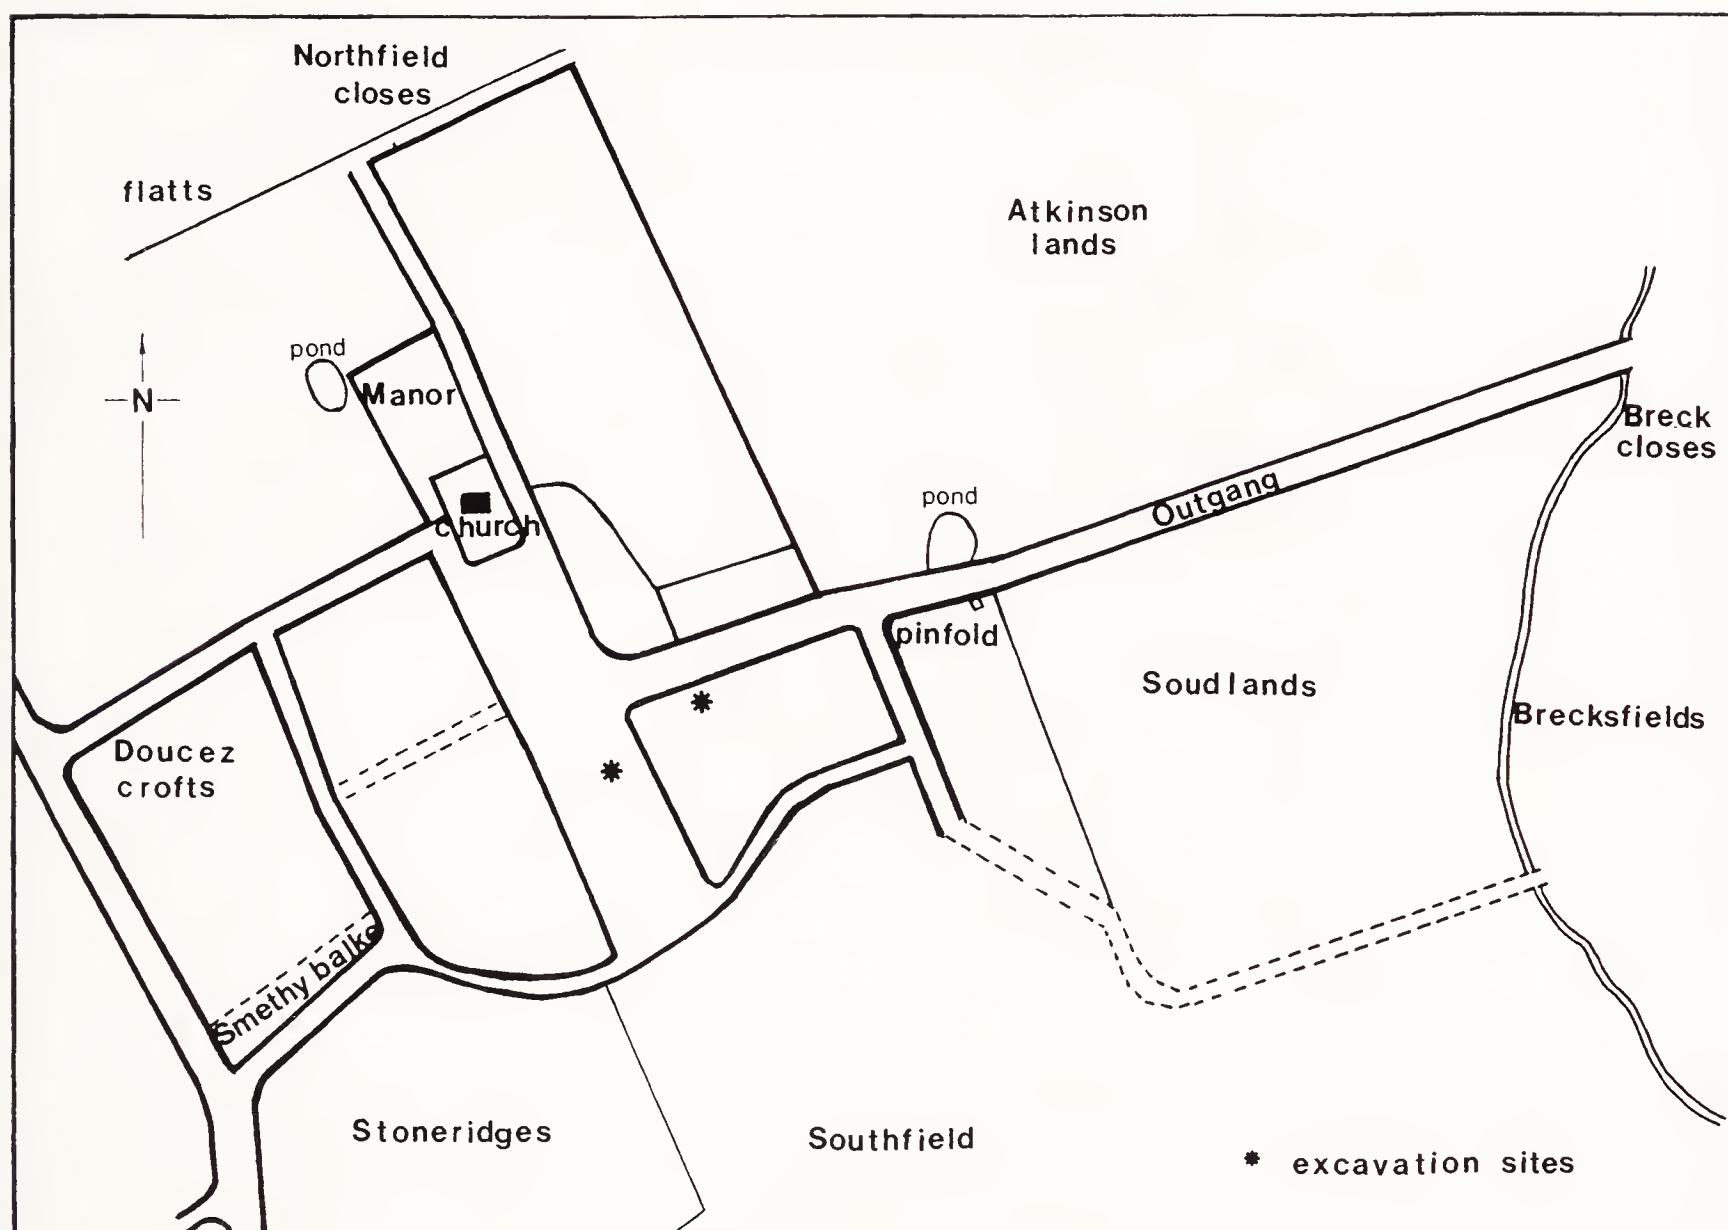 Northfield
closes
flatts
Atkinson
lands
pond
Manor
N
Breck
closes
church
pond
Outgang
pinfold
Soudlands
Brecksfields
Doucez
crofts
Smethy balke
Stoneridges
Southfield
* excavation sites